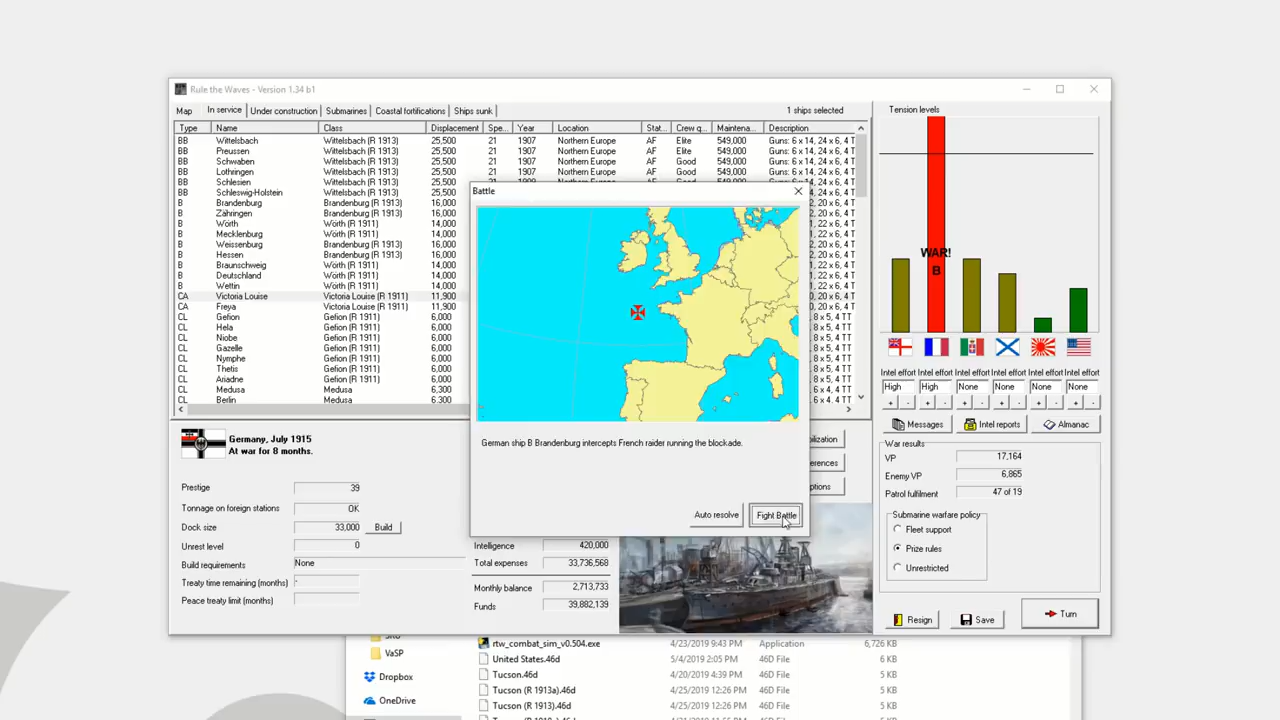 Rule the Waves - Version 1.34 b1
Map In service Under construction Submarines Coastal fortifications Ships sunk 1 ships selected
Type Name Class Displacement Spe... Year Location Stat... Crew q... Maintena... Description
BB Wittelsbach Wittelsbach (R 1913) 25,500 21 1907 Northern Europe AF Elite 549,000 Guns: 6 x 14, 24 x 6, 4 T
BB Preussen Wittelsbach (R 1913) 25,500 21 1907 Northern Europe AF Elite 549,000 Guns: 6 x 14, 24 x 6, 4 T
BB Schwaben Wittelsbach (R 1913) 25,500 21 1907 Northern Europe AF Good 549,000 Guns: 6 x 14, 24 x 6, 4 T
BB Lothringen Wittelsbach (R 1913) 25,500 21 1907 Northern Europe AF Good 549,000 Guns: 6 x 14, 24 x 6, 4 T
BB Schlesien Wittelsbach (R 1913) 25,500 21
BB Schleswig-Holstein Wittelsbach (R 1913) 25,500 21
B Brandenburg Brandenburg (R 1913) 16,000
B Zähringen Brandenburg (R 1913) 16,000
B Wörth Wörth (R 1911) 14,000
B Mecklenburg Wörth (R 1911) 14,000
B Weissenburg Brandenburg (R 1913) 16,000
B Hessen Brandenburg (R 1913) 16,000
B Braunschweig Wörth (R 1911) 14,000
B Deutschland Wörth (R 1911) 14,000
B Wettin Wörth (R 1911) 14,000
CA Victoria Louise Victoria Louise (R 1911) 11,900
CA Freya Victoria Louise (R 1911) 11,900
CL Gefion Gefion (R 1911) 6,000
CL Hela Gefion (R 1911) 6,000
CL Niobe Gefion (R 1911) 6,000
CL Gazelle Gefion (R 1911) 6,000
CL Nymphe Gefion (R 1911) 6,000
CL Thetis Gefion (R 1911) 6,000
CL Ariadne Gefion (R 1911) 6,000
CL Medusa Medusa 6,300
CL Berlin Medusa 6,300
Battle
German ship B Brandenburg intercepts French raider running the blockade.
Auto resolve Fight Battle
Tension levels
WAR!
B
Intel effort Intel effort Intel effort Intel effort Intel effort Intel effort
High High None None None None
+ - + - + - + - + - + -
Messages Intel reports Almanac
War results
VP 17,164
Enemy VP 6,865
Patrol fulfilment 47 of 19
Submarine warfare policy
Fleet support
Prize rules
Unrestricted
Resign Save Turn
Germany, July 1915
At war for 8 months.
Prestige 39
Tonnage on foreign stations OK
Dock size 33,000 Build
Unrest level 0
Build requirements None
Treaty time remaining (months) -
Peace treaty limit (months)
Intelligence 420,000
Total expenses 33,736,568
Monthly balance 2,713,733
Funds 39,882,139
VaSP
Dropbox
OneDrive
rtw_combat_sim_v0.504.exe 4/23/2019 9:43 PM Application 6,726 KB
United States.46d 5/4/2019 2:05 PM 46D File 6 KB
Tucson.46d 4/20/2019 4:39 PM 46D File 5 KB
Tucson (R 1913a).46d 4/25/2019 12:26 PM 46D File 5 KB
Tucson (R 1913).46d 4/25/2019 12:26 PM 46D File 5 KB